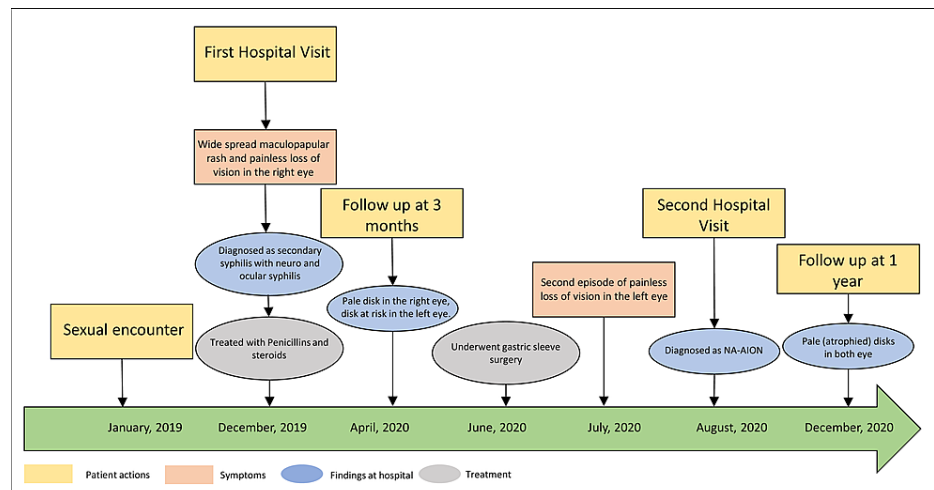 First Hospital Visit
Wide spread maculopapular
rash and painless loss of
vision in the right eye
Diagnosed as secondary
syphilis with neuro and
ocular syphilis
Treated with Penicillins and
steroids
Sexual encounter
Follow up at 3
months
Pale disk in the right eye,
disk at risk in the left eye.
Underwent gastric sleeve
surgery
Second episode of painless
loss of vision in the left eye
Second Hospital
Visit
Diagnosed as NA-AION
Follow up at 1
year
Pale (atrophied) disks
in both eye
January, 2019
December, 2019
April, 2020
June, 2020
July, 2020
August, 2020
December, 2020
Patient actions
Symptoms
Findings at hospital
Treatment